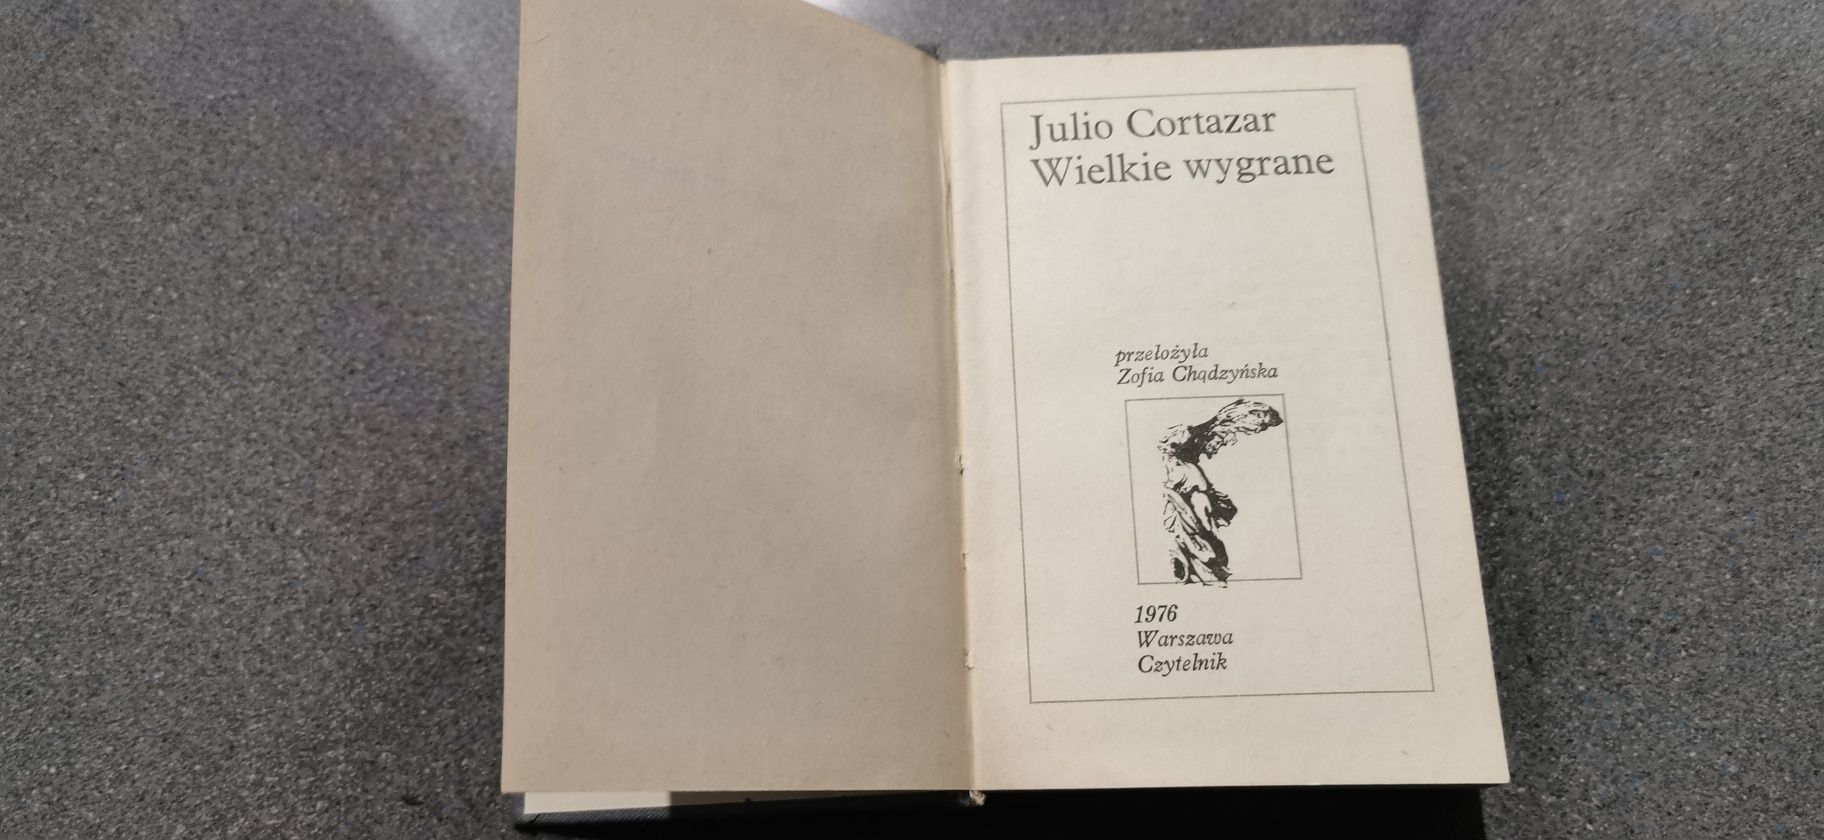 Julio Cortazar
Wielkie wygrane
przełożyła
Zofia Chądzyńska
1976
Warszawa
Czytelnik